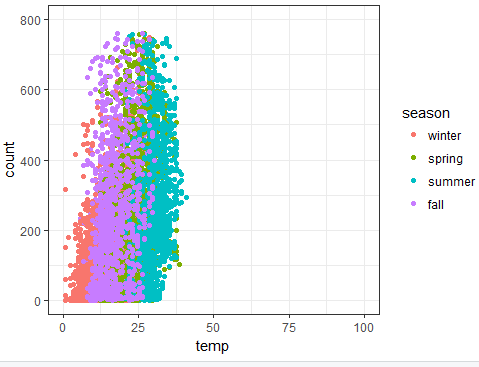 800
600
400
200
0
count
0
25
50
75
100
temp
season
winter
spring
summer
fall